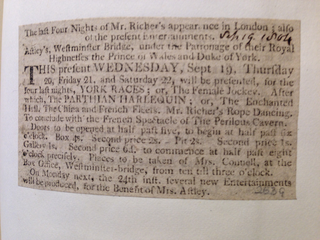 The last Four Nights of Mr. Richer's appearance in London; also
of the present Entertainments.
Astley's, Westminster Bridge, under the Patronage of their Royal
Highnesses the Prince of Wales and Duke of York.
THIS present WEDNESDAY, Sept. 19, Thursday
20, Friday 21, and Saturday 22, will be presented, for the
four last nights, YORK RACES; or, The Female Jockey. After
which, The PARTHIAN HARLEQUIN; or, The Enchanted
Bell. The China and French Fleets. Mr. Richer's Rope Dancing.
To conclude with the French Spectacle of The Perilous Cavern.
Doors to be opened at half past five, to begin at half past six
o'clock. Box 4s. Second price 2s. Pit 2s. Second price 1s.
Gallery 1s. Second price 6d. to commence at half past eight
o'clock precisely. Places to be taken of Mrs. Connell, at the
Box Office, Westminster-bridge, from ten till three o'clock.
On Monday next, the 24th inst. several new Entertainments
will be produced, for the Benefit of Mrs. Astley.